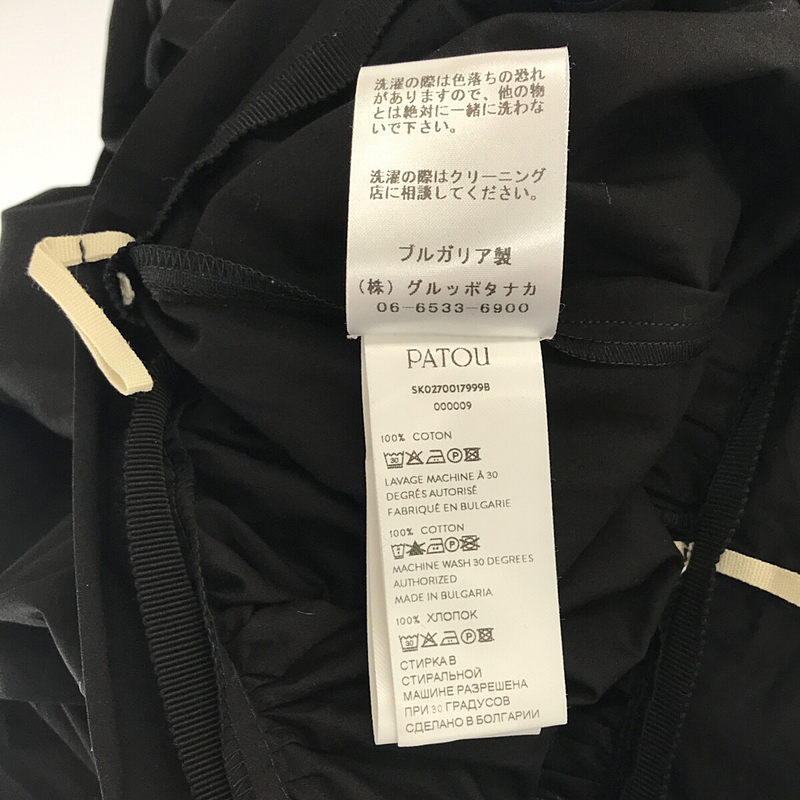 洗濯の際は色落ちの恐れ
がありますので、他の物
とは絶対に一緒に洗わな
いで下さい。
洗濯の際はクリーニング
店に相談してください。
ブルガリア製
(株) グルッポタナカ
06-6533-6900
PATOU
SK0270017999B
000009
100% COTON
30 P
LAVAGE MACHINE À 30
DEGRÉS AUTORISÉ
FABRIQUÉ EN BULGARIE
100% COTTON
P
MACHINE WASH 30 DEGREES
AUTHORIZED
MADE IN BULGARIA
100% ХЛОПОК
30 P
СТИРКА В
СТИРАЛЬНОЙ
МАШИНЕ РАЗРЕШЕНА
ПРИ 30 ГРАДУСОВ
СДЕЛАНО В БОЛГАРИИ